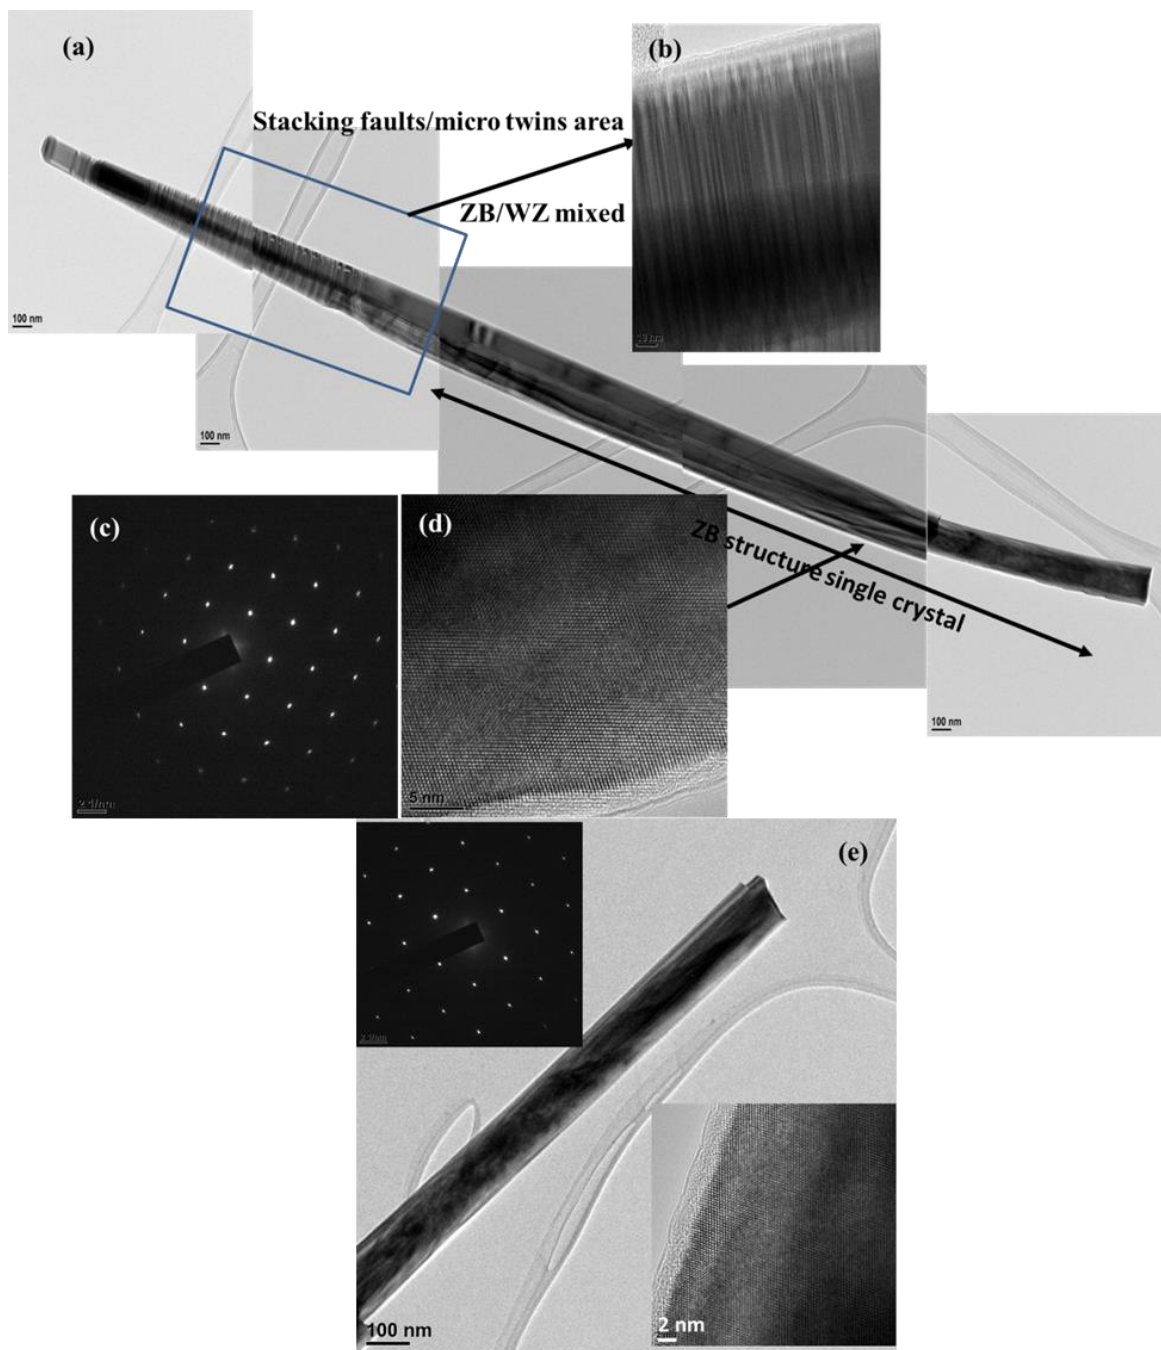 (a)
(b)
Stacking faults/micro twins area
ZB/WZ mixed
100 nm
100 nm
(c)
(d)
ZB structure single crystal
100 nm
5 nm
(e)
100 nm
2 nm